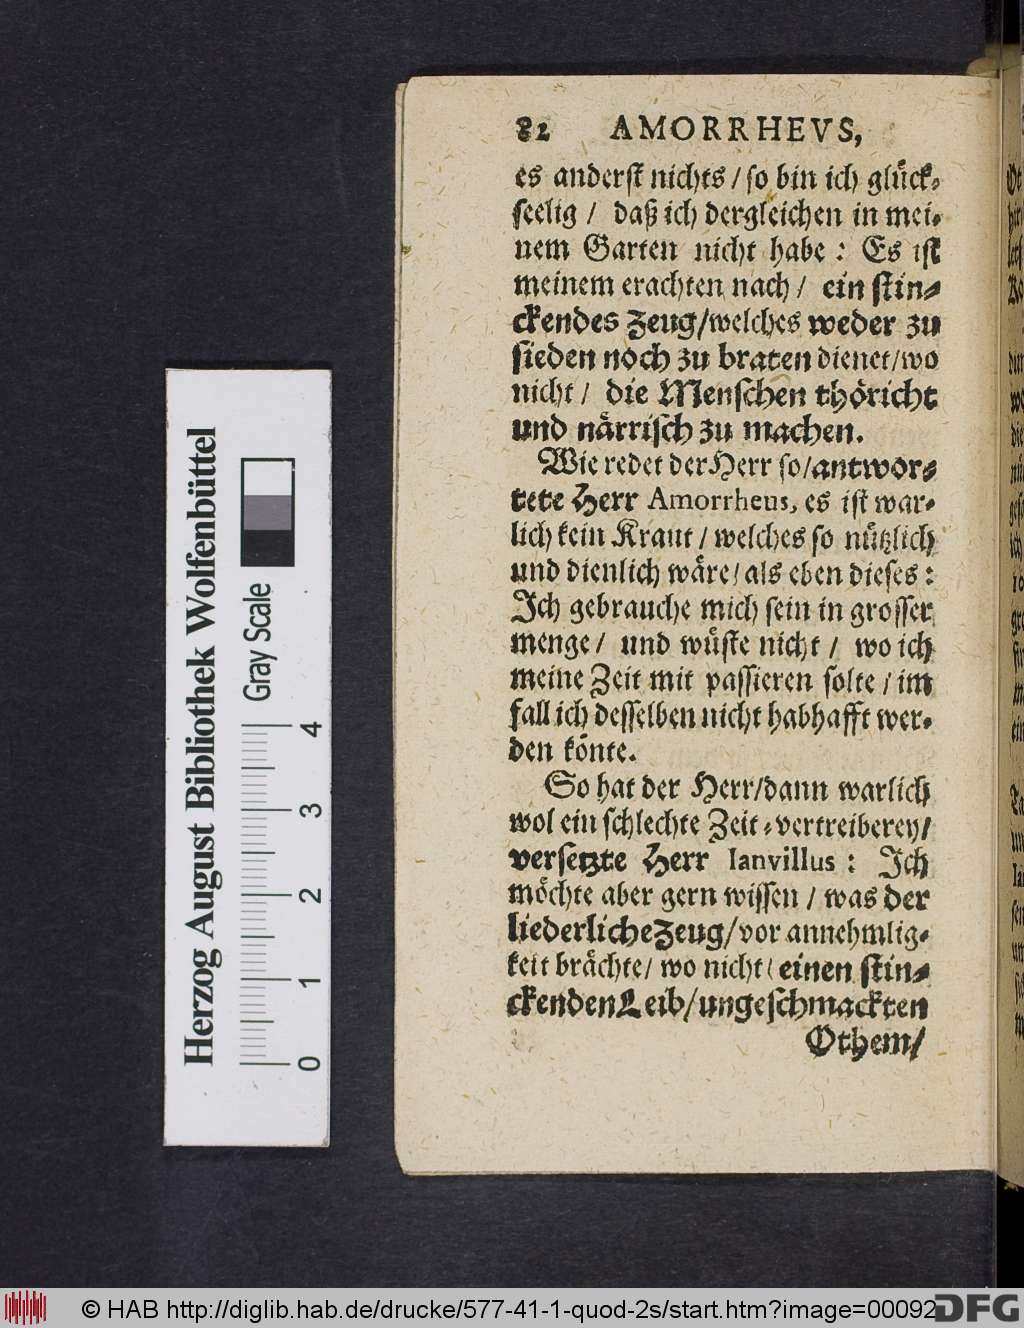 82 AMORRHEVS,
es anderst nichts / so bin ich glück-
seelig / daß ich dergleichen in mei-
nem Garten nicht habe : Es ist
meinem erachten nach / ein stin-
ckendes Zeug/welches weder zu
sieden noch zu braten dienet/wo
nicht / die Menschen thöricht
und närrisch zu machen.
Wie redet der Herr so/antwor-
tete Herr Amorrheus, es ist war-
lich kein Kraut / welches so nützlich
und dienlich wäre/ als eben dieses :
Ich gebrauche mich sein in grosser
menge / und wüste nicht / wo ich
meine Zeit mit passieren solte / im
fall ich desselben nicht habhafft wer-
den könte.
So hat der Herr/dann warlich
wol ein schlechte Zeit-vertreiberey/
versetzte Herr Ianvillus : Ich
möchte aber gern wissen / was der
liederliche Zeug/vor annehmlig-
keit brächte/ wo nicht/ einen stin-
ckenden Leib/ungeschmackten
Othem/
Herzog August Bibliothek Wolfenbüttel
Gray Scale
0 1 2 3 4
© HAB http://diglib.hab.de/drucke/577-41-1-quod-2s/start.htm?image=00092
DFG